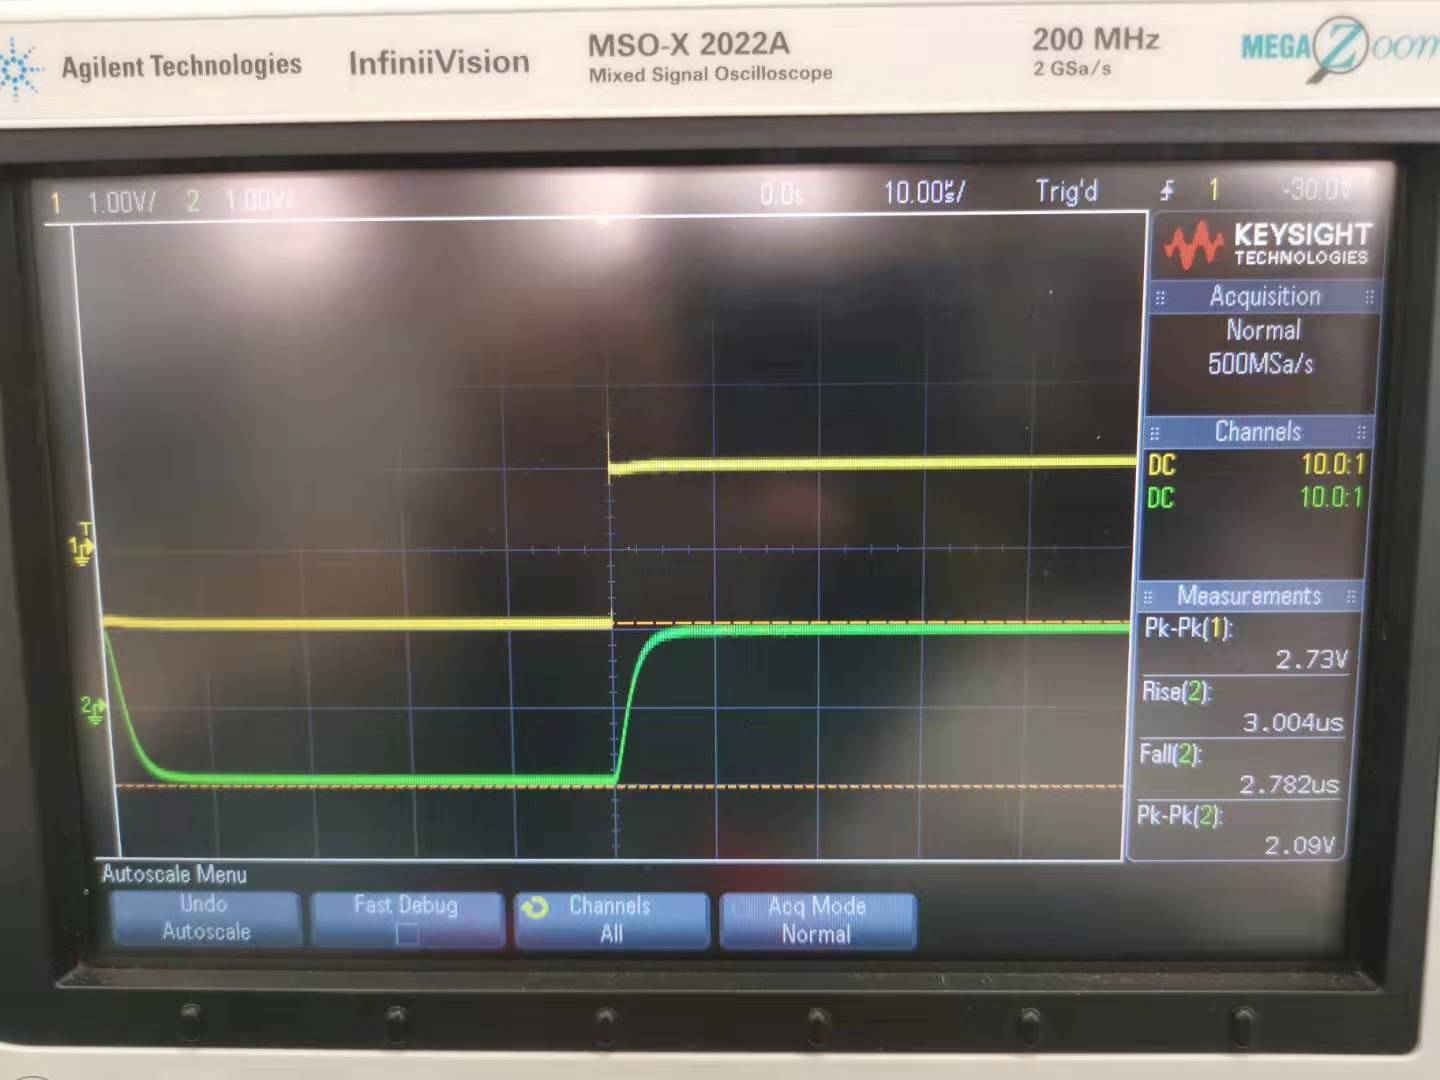 Agilent Technologies InfiniiVision MSO-X 2022A 200 MHz MEGA Zoom
Mixed Signal Oscilloscope 2 GSa/s
1 1.00V/ 2 1.00V/ 0.0s 10.00us/ Trig'd 1 -30.0V
KEYSIGHT
TECHNOLOGIES
Acquisition
Normal
500MSa/s
Channels
DC 10.0:1
DC 10.0:1
T
1
2
Measurements
Pk-Pk(1):
2.73V
Rise(2):
3.004us
Fall(2):
2.782us
Pk-Pk(2):
2.09V
Autoscale Menu
Undo
Autoscale
Fast Debug
Channels
All
Acq Mode
Normal